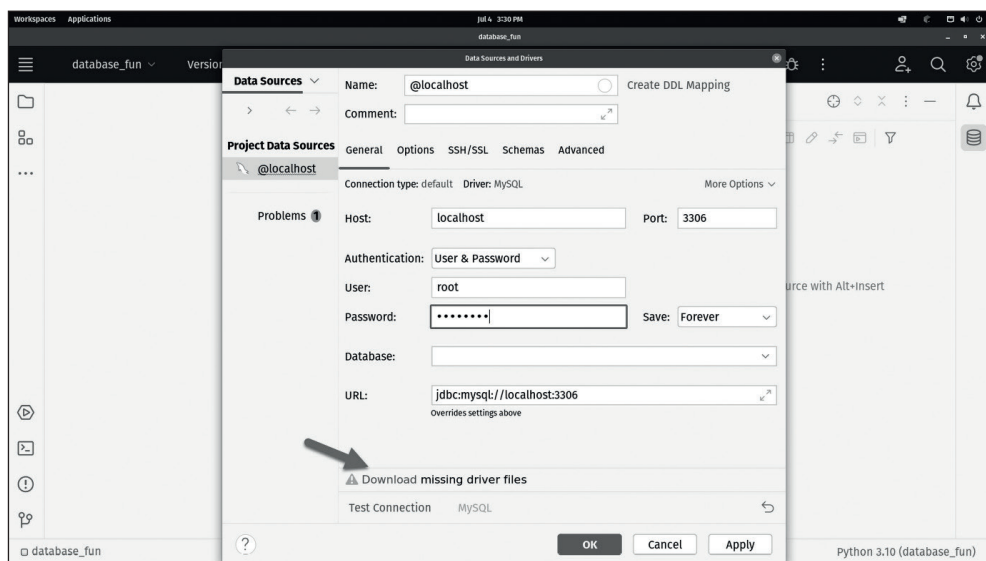 Workspaces Applications
Jul 4 3:30 PM
database_fun
database_fun
Data Sources and Drivers
Data Sources
Name: @localhost Create DDL Mapping
Comment:
Project Data Sources
@localhost
Problems 1
General Options SSH/SSL Schemas Advanced
Connection type: default Driver: MySQL More Options
Host: localhost Port: 3306
Authentication: User & Password
User: root
Password: •••••••• Save: Forever
Database:
URL: jdbc:mysql://localhost:3306
Overrides settings above
Download missing driver files
Test Connection MySQL
? OK Cancel Apply
urce with Alt+Insert
database_fun
Python 3.10 (database_fun)